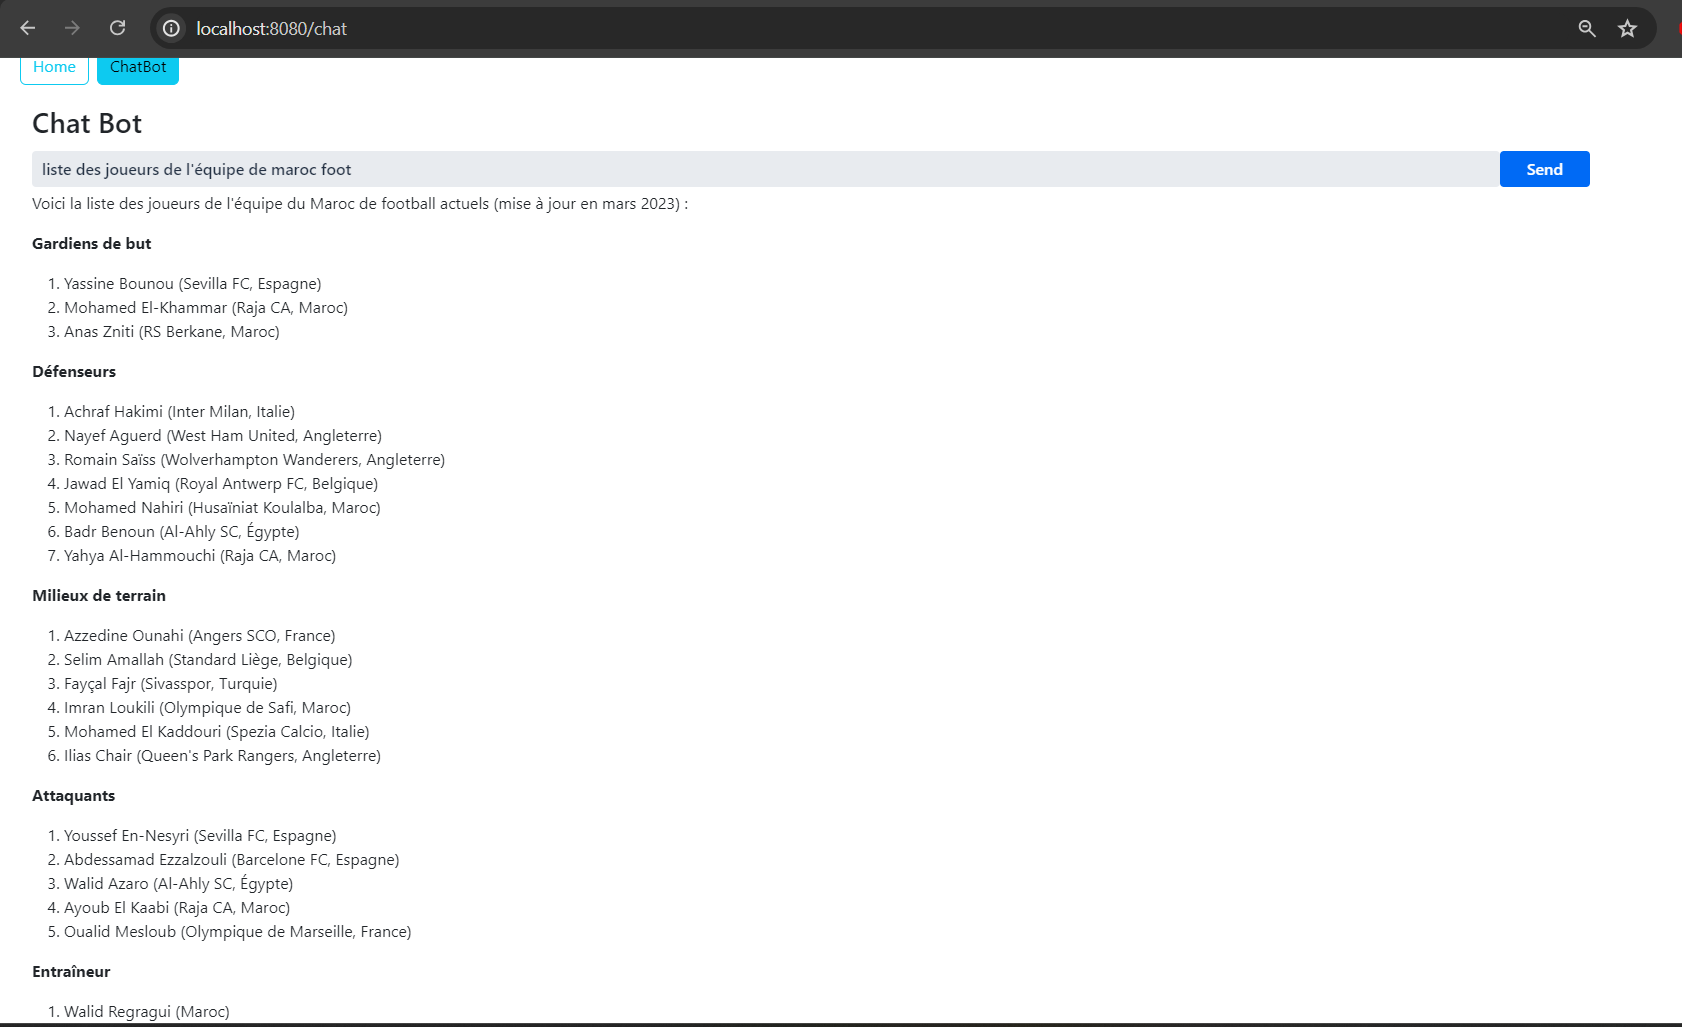 localhost:8080/chat
Home ChatBot
Chat Bot
liste des joueurs de l'équipe de maroc foot Send
Voici la liste des joueurs de l'équipe du Maroc de football actuels (mise à jour en mars 2023) :
Gardiens de but
1. Yassine Bounou (Sevilla FC, Espagne)
2. Mohamed El-Khammar (Raja CA, Maroc)
3. Anas Zniti (RS Berkane, Maroc)
Défenseurs
1. Achraf Hakimi (Inter Milan, Italie)
2. Nayef Aguerd (West Ham United, Angleterre)
3. Romain Saïss (Wolverhampton Wanderers, Angleterre)
4. Jawad El Yamiq (Royal Antwerp FC, Belgique)
5. Mohamed Nahiri (Husaïniat Koulalba, Maroc)
6. Badr Benoun (Al-Ahly SC, Égypte)
7. Yahya Al-Hammouchi (Raja CA, Maroc)
Milieux de terrain
1. Azzedine Ounahi (Angers SCO, France)
2. Selim Amallah (Standard Liège, Belgique)
3. Fayçal Fajr (Sivasspor, Turquie)
4. Imran Loukili (Olympique de Safi, Maroc)
5. Mohamed El Kaddouri (Spezia Calcio, Italie)
6. Ilias Chair (Queen's Park Rangers, Angleterre)
Attaquants
1. Youssef En-Nesyri (Sevilla FC, Espagne)
2. Abdessamad Ezzalzouli (Barcelone FC, Espagne)
3. Walid Azaro (Al-Ahly SC, Égypte)
4. Ayoub El Kaabi (Raja CA, Maroc)
5. Oualid Mesloub (Olympique de Marseille, France)
Entraîneur
1. Walid Regragui (Maroc)